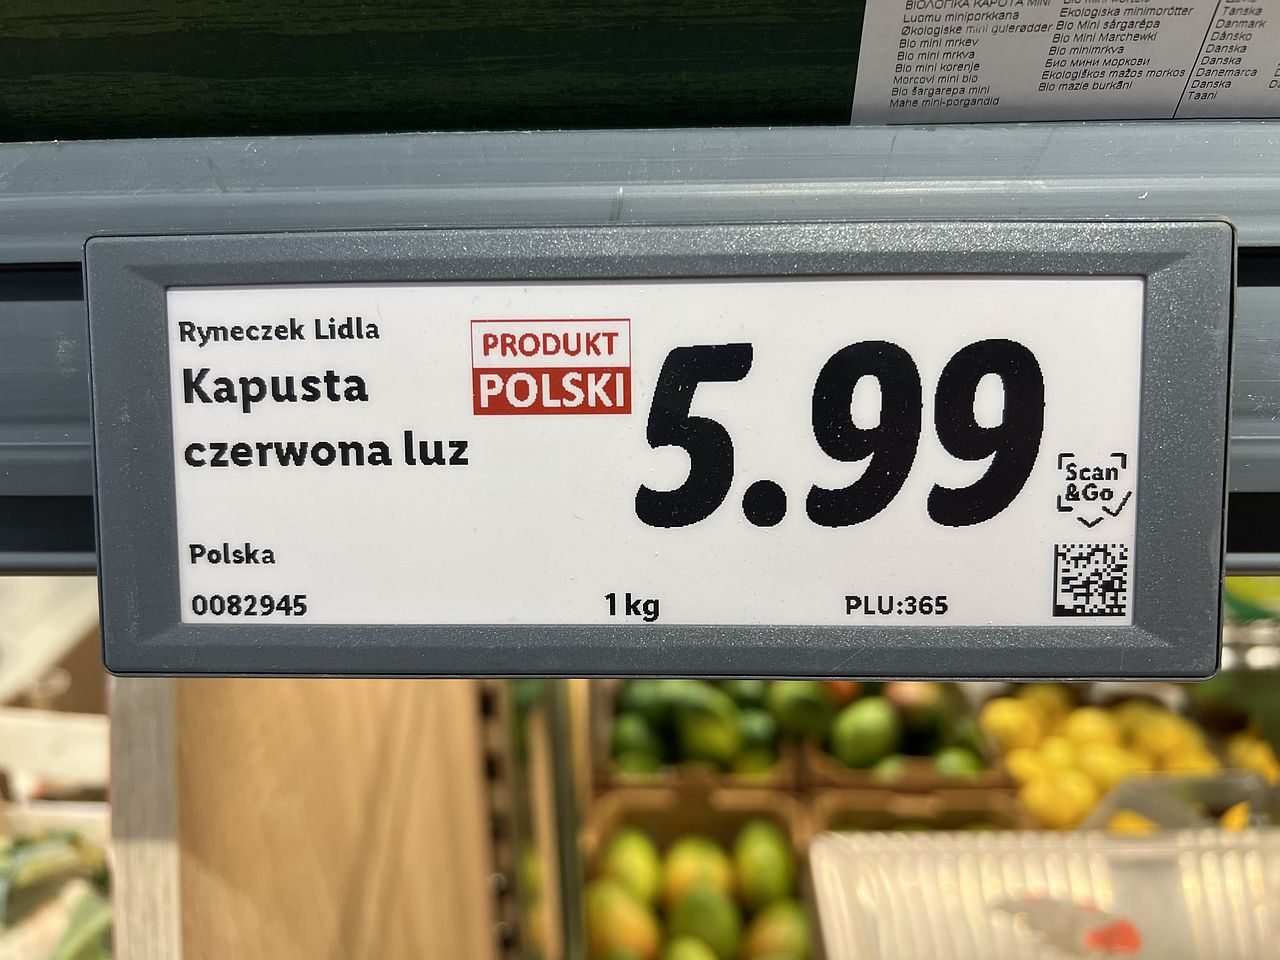 Luomu miniporkkana
Økologiske mini gulerødder
Bio mini mrkev
Bio mini mrkva
Bio mini korenje
Morcovi mini bio
Bio šargarepa mini
Mahe mini-porgandid
Ekologiska minimorötter
Bio Mini sárgarépa
Bio Mini Marchewki
Bio minimrkva
Био мини моркови
Ekologiškos mažos morkos
Bio mazie burkāni
Tanska
Danmark
Dánsko
Danska
Danska
Danemarca
Danska
Taani
Ryneczek Lidla
Kapusta
czerwona luz
PRODUKT
POLSKI
5.99
Scan
&Go
Polska
0082945
1 kg
PLU:365